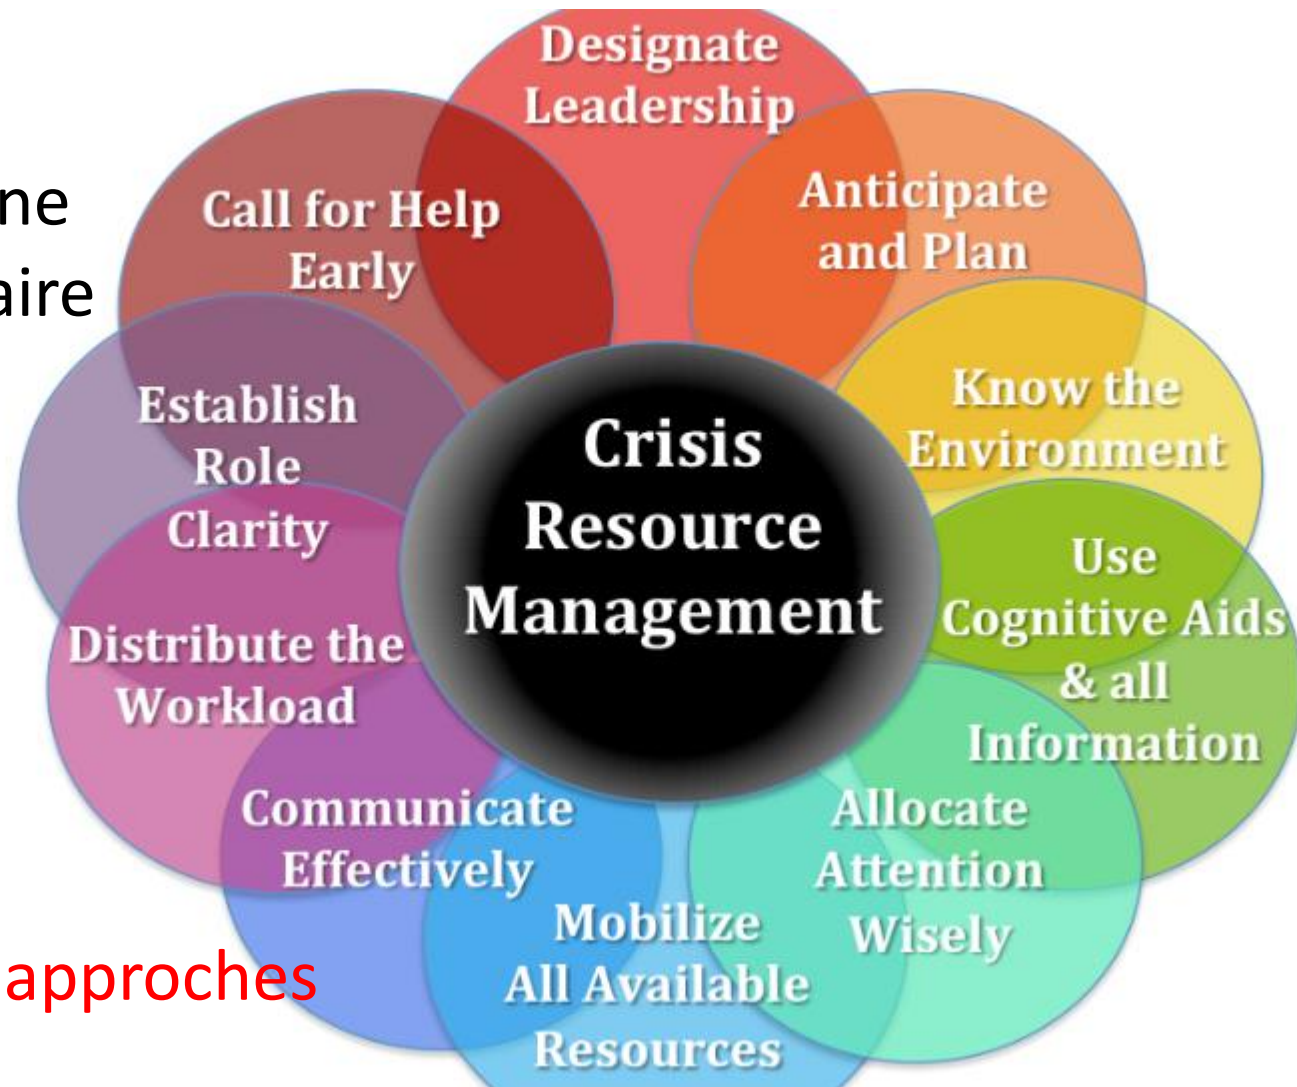 Designate
Leadership
Anticipate
and Plan
Know the
Environment
Use
Cognitive Aids
& all
Information
Allocate
Attention
Wisely
Mobilize
All Available
Resources
Communicate
Effectively
Distribute the
Workload
Establish
Role
Clarity
Call for Help
Early
Crisis
Resource
Management
ne
aire
approches